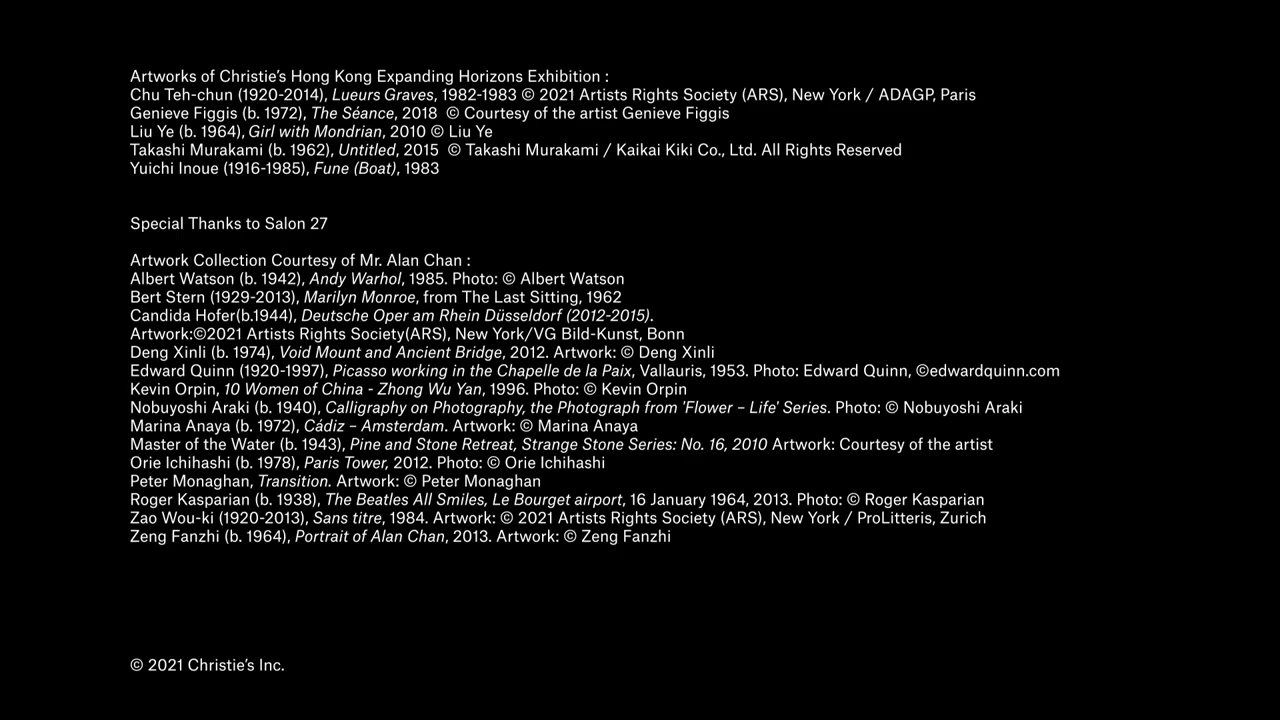 Artworks of Christie’s Hong Kong Expanding Horizons Exhibition :
Chu Teh-chun (1920-2014), Lueurs Graves, 1982-1983 © 2021 Artists Rights Society (ARS), New York / ADAGP, Paris
Genieve Figgis (b. 1972), The Séance, 2018 © Courtesy of the artist Genieve Figgis
Liu Ye (b. 1964), Girl with Mondrian, 2010 © Liu Ye
Takashi Murakami (b. 1962), Untitled, 2015 © Takashi Murakami / Kaikai Kiki Co., Ltd. All Rights Reserved
Yuichi Inoue (1916-1985), Fune (Boat), 1983
Special Thanks to Salon 27
Artwork Collection Courtesy of Mr. Alan Chan :
Albert Watson (b. 1942), Andy Warhol, 1985. Photo: © Albert Watson
Bert Stern (1929-2013), Marilyn Monroe, from The Last Sitting, 1962
Candida Hofer(b.1944), Deutsche Oper am Rhein Düsseldorf (2012-2015).
Artwork:©2021 Artists Rights Society(ARS), New York/VG Bild-Kunst, Bonn
Deng Xinli (b. 1974), Void Mount and Ancient Bridge, 2012. Artwork: © Deng Xinli
Edward Quinn (1920-1997), Picasso working in the Chapelle de la Paix, Vallauris, 1953. Photo: Edward Quinn, ©edwardquinn.com
Kevin Orpin, 10 Women of China - Zhong Wu Yan, 1996. Photo: © Kevin Orpin
Nobuyoshi Araki (b. 1940), Calligraphy on Photography, the Photograph from 'Flower – Life' Series. Photo: © Nobuyoshi Araki
Marina Anaya (b. 1972), Cádiz – Amsterdam. Artwork: © Marina Anaya
Master of the Water (b. 1943), Pine and Stone Retreat, Strange Stone Series: No. 16, 2010 Artwork: Courtesy of the artist
Orie Ichihashi (b. 1978), Paris Tower, 2012. Photo: © Orie Ichihashi
Peter Monaghan, Transition. Artwork: © Peter Monaghan
Roger Kasparian (b. 1938), The Beatles All Smiles, Le Bourget airport, 16 January 1964, 2013. Photo: © Roger Kasparian
Zao Wou-ki (1920-2013), Sans titre, 1984. Artwork: © 2021 Artists Rights Society (ARS), New York / ProLitteris, Zurich
Zeng Fanzhi (b. 1964), Portrait of Alan Chan, 2013. Artwork: © Zeng Fanzhi
© 2021 Christie’s Inc.